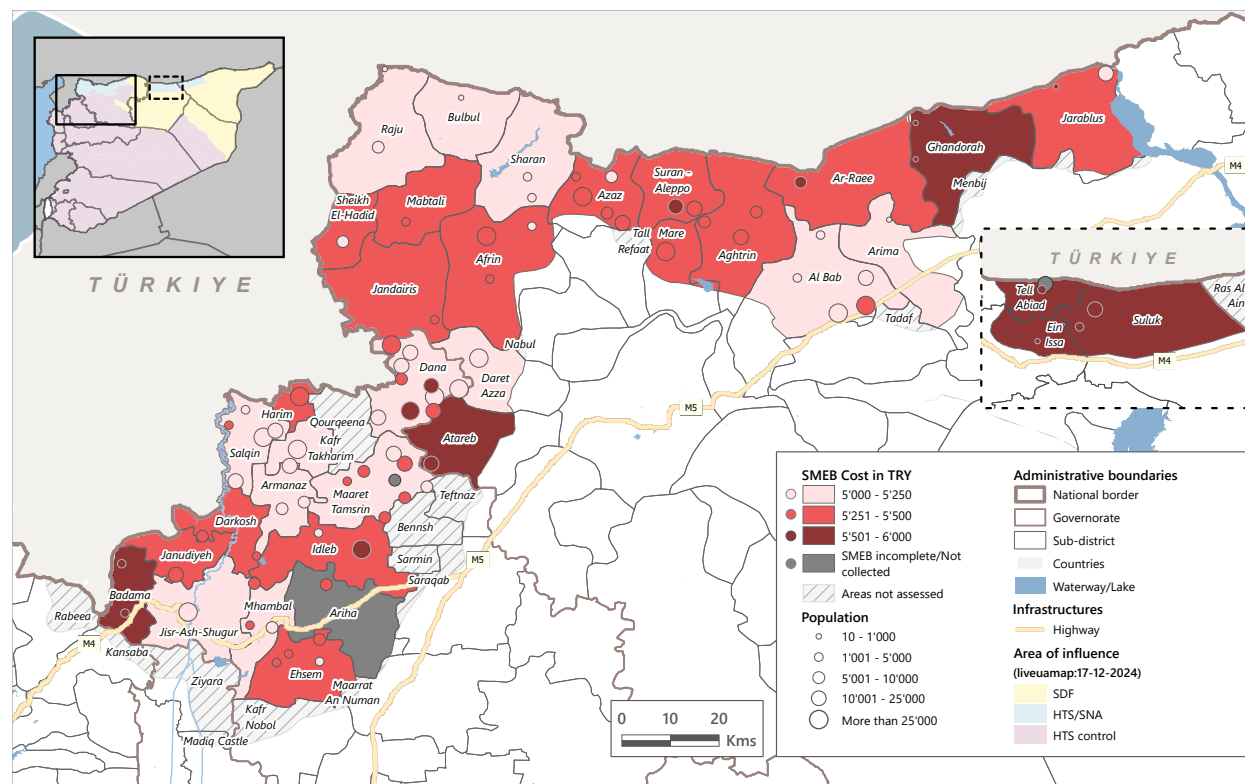 TÜRKIYE
Raju
Bulbul
Sharan
Sheikh
El-Hadid
Mabtali
Afrin
Jandairis
Azaz
Suran -
Aleppo
Tall
Refaat
Mare
Aghtrin
Ar-Raee
Ghandorah
Menbij
Jarablus
M4
Al Bab
Arima
Tadaf
TÜRKIYE
Tell
Abiad
Ein
Issa
Suluk
Ras Al
Ain
M4
Nabul
Dana
Daret
Azza
Harim
Qourqeena
Kafr
Takharim
Salqin
Armanaz
Maaret
Tamsrin
Atareb
Teftnaz
Bennsh
Sarmin
Saraqab
M5
M5
Darkosh
Janudiyeh
Idleb
Badama
Rabeea
M4
Kansaba
Jisr-Ash-Shugur
Mhambal
Ariha
Ehsem
Ziyara
Maarrat
An Numan
Kafr
Nobol
Madiq Castle
0 10 20
Kms
SMEB Cost in TRY
5'000 - 5'250
5'251 - 5'500
5'501 - 6'000
SMEB incomplete/Not
collected
Areas not assessed
Population
10 - 1'000
1'001 - 5'000
5'001 - 10'000
10'001 - 25'000
More than 25'000
Administrative boundaries
National border
Governorate
Sub-district
Countries
Waterway/Lake
Infrastructures
Highway
Area of influence
(liveuamap:17-12-2024)
SDF
HTS/SNA
HTS control